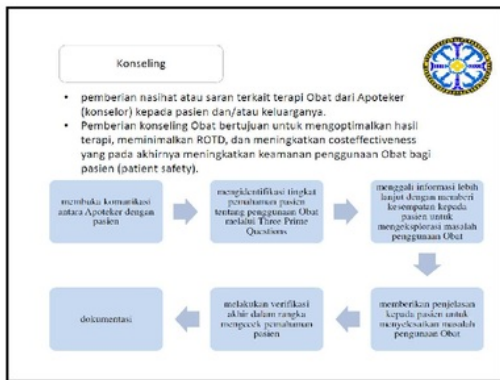 Konseling
• pemberian nasihat atau saran terkait terapi Obat dari Apoteker
(konselor) kepada pasien dan/atau keluarganya.
• Pemberian konseling Obat bertujuan untuk mengoptimalkan hasil
terapi, meminimalkan ROTD, dan meningkatkan costeffectiveness
yang pada akhirnya meningkatkan keamanan penggunaan Obat bagi
pasien (patient safety).
membuka komunikasi
antara Apoteker dengan
pasien
mengidentifikasi tingkat
pemahaman pasien
tentang penggunaan Obat
melalui Three Prime
Questions
menggali informasi lebih
lanjut dengan memberi
kesempatan kepada
pasien untuk
mengeksplorasi masalah
penggunaan Obat
memberikan penjelasan
kepada pasien untuk
menyelesaikan masalah
pengunaan Obat
melakukan verifikasi
akhir dalam rangka
mengecek pemahaman
pasien
dokumentasi